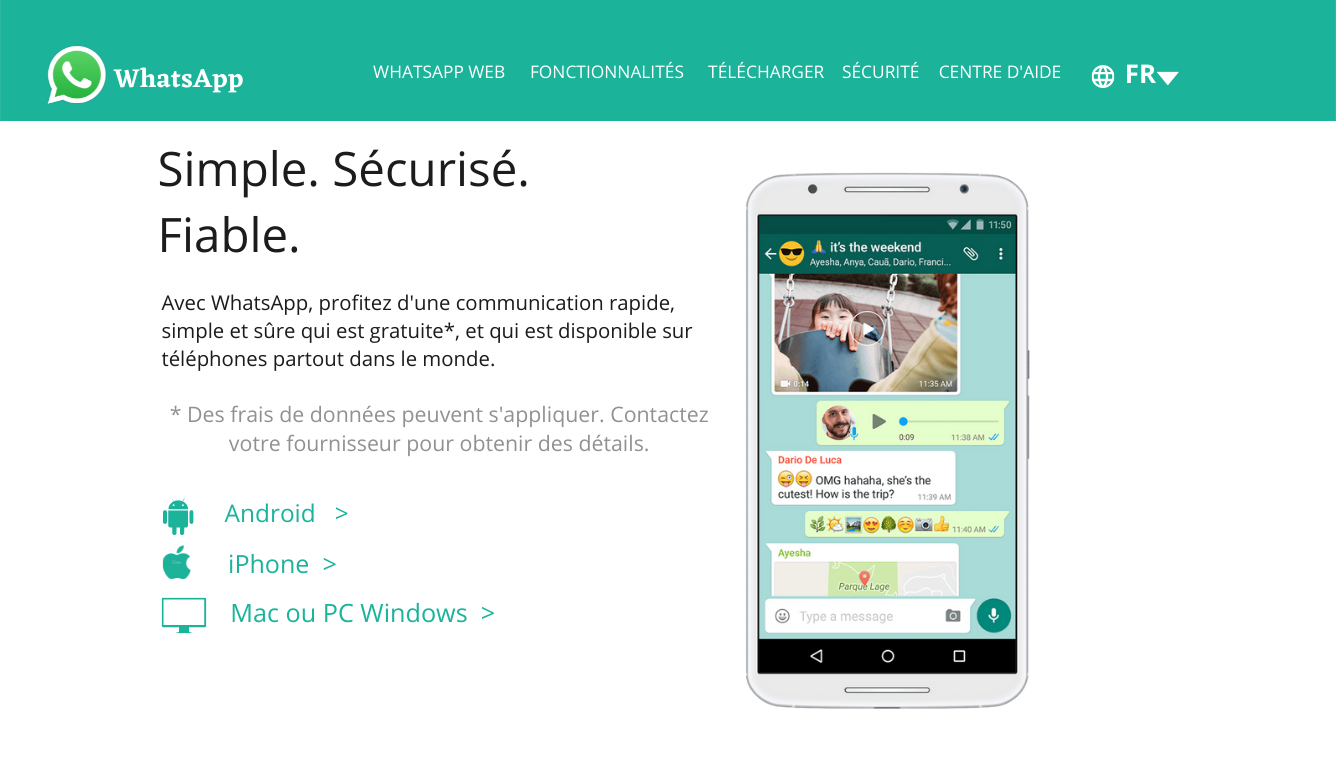 WhatsApp
WHATSAPP WEB FONCTIONNALITÉS TÉLÉCHARGER SÉCURITÉ CENTRE D'AIDE FR
Simple. Sécurisé.
Fiable.
Avec WhatsApp, profitez d'une communication rapide,
simple et sûre qui est gratuite*, et qui est disponible sur
téléphones partout dans le monde.
* Des frais de données peuvent s'appliquer. Contactez
votre fournisseur pour obtenir des détails.
Android >
iPhone >
Mac ou PC Windows >
11:50
it's the weekend
Ayesha, Anya, Cauã, Dario, Franci...
0:14 11:35 AM
0:09 11:38 AM
Dario De Luca
OMG hahaha, she's the
cutest! How is the trip? 11:39 AM
11:40 AM
Ayesha
Parque Lage
Type a message